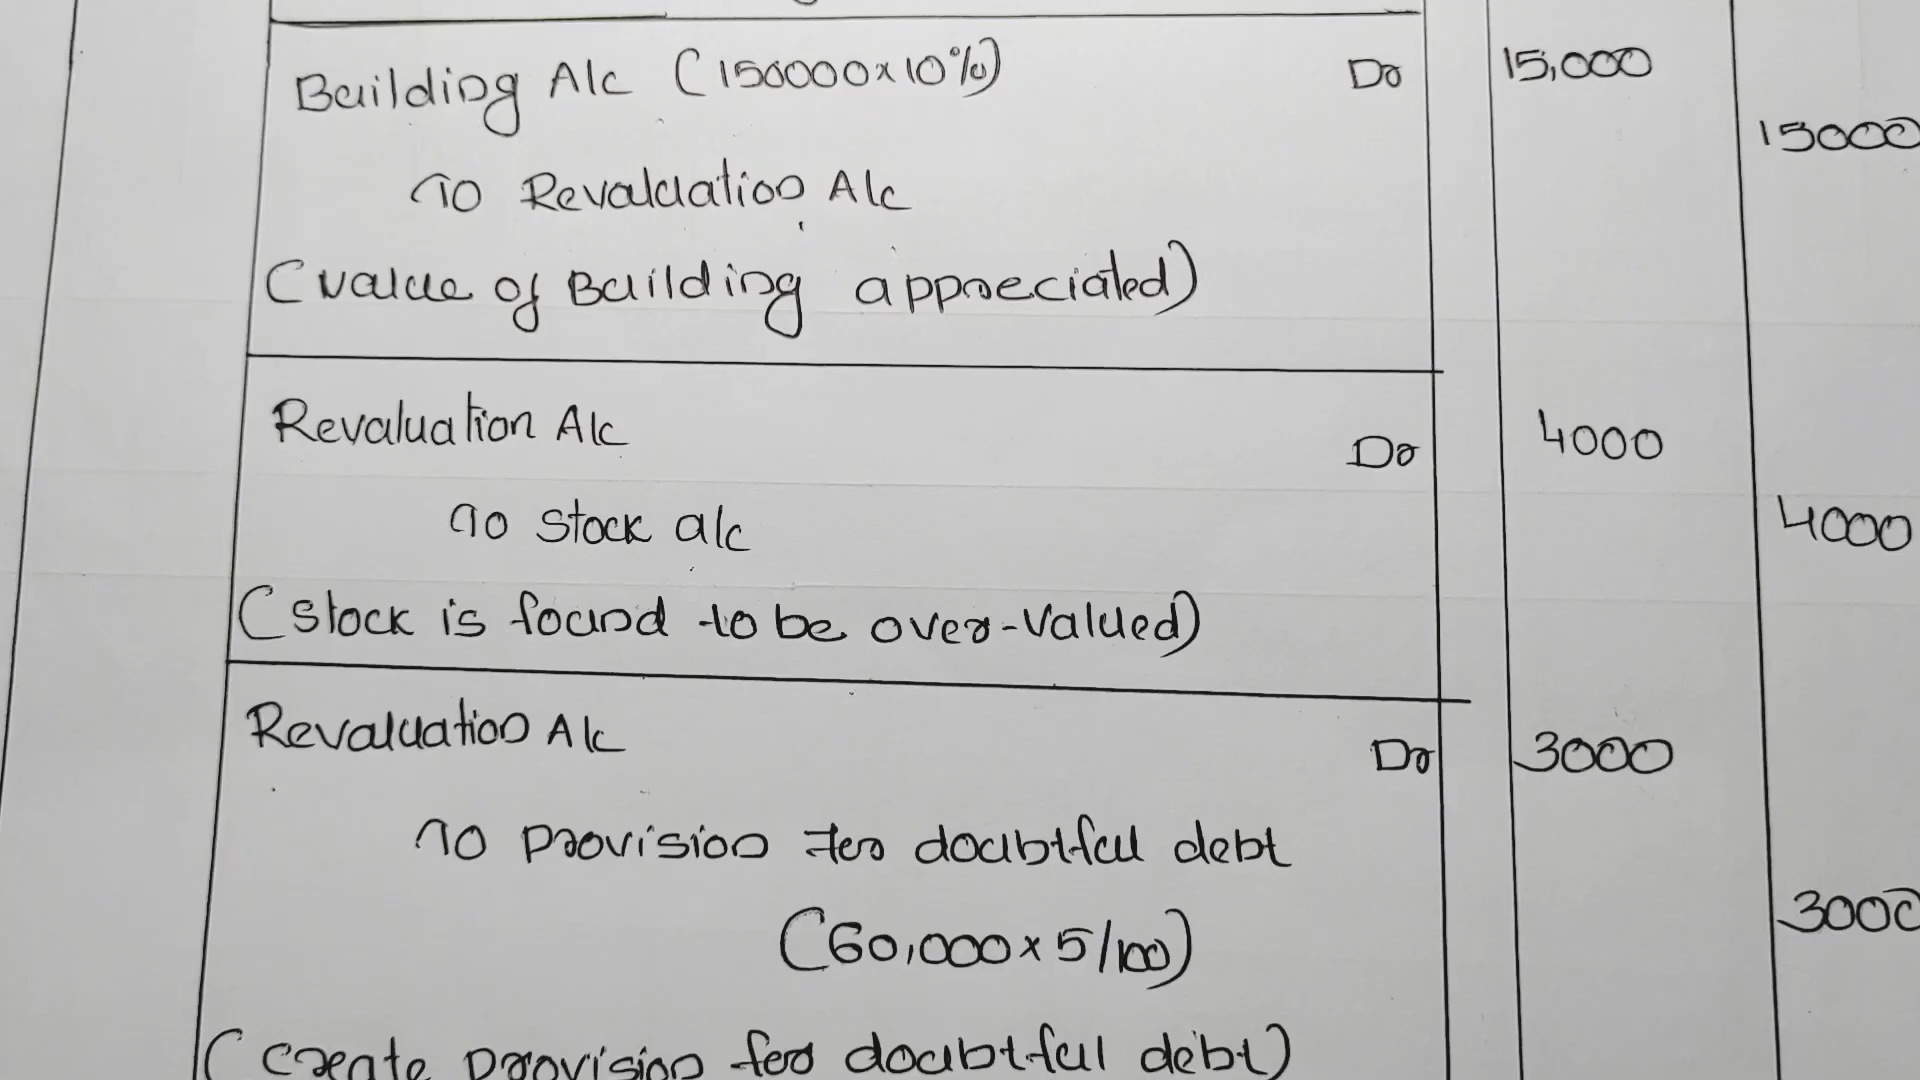 Building A/c (150000x10%) Dr 15,000
15000
To Revaluation A/c
(value of Building appreciated)
Revaluation A/c Dr 4000
To Stock a/c 4000
(Stock is found to be over-valued)
Revaluation A/c Dr 3000
To provision for doubtful debt
3000
(60,000 x 5/100)
(Create provision for doubtful debt)